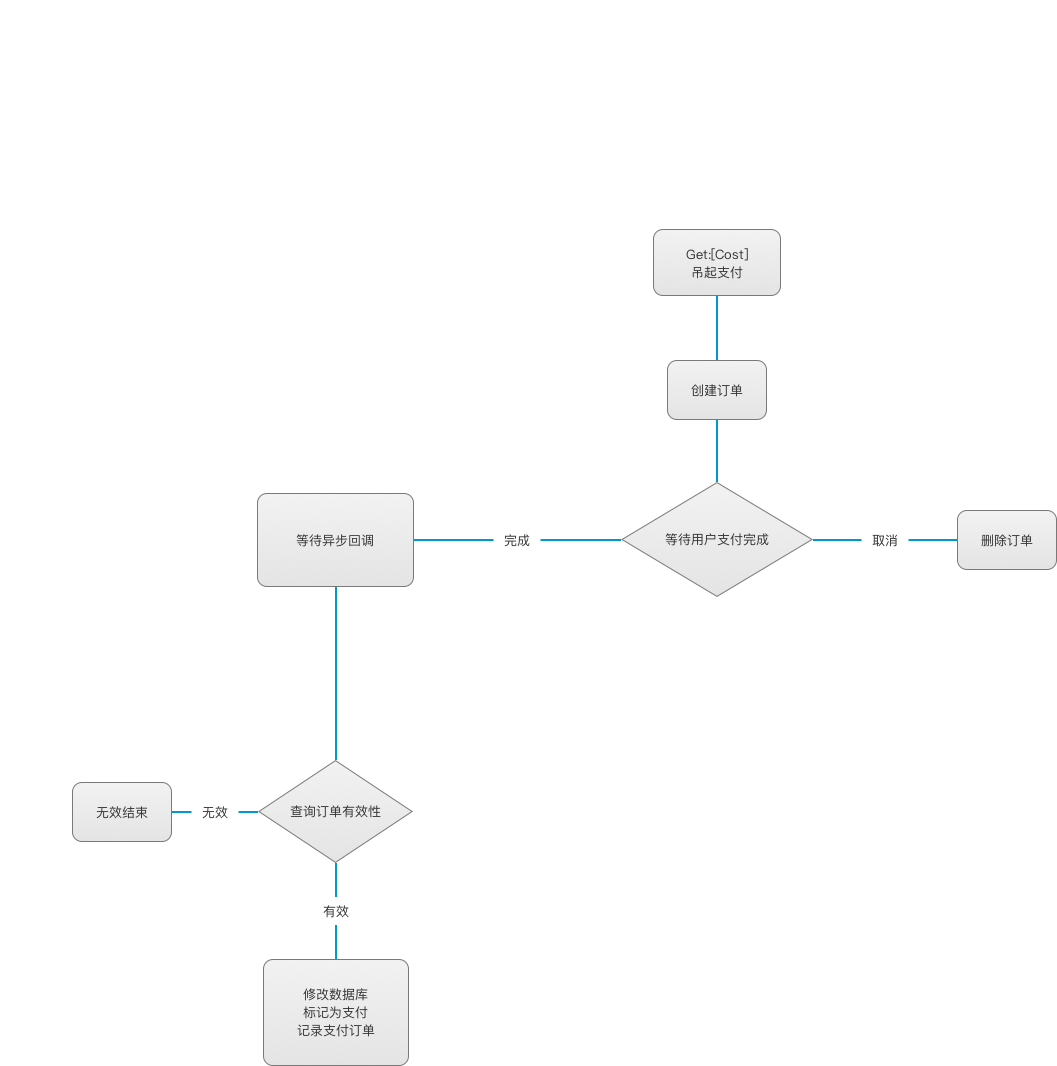 Get:[Cost]
吊起支付
创建订单
等待用户支付完成
取消
删除订单
完成
等待异步回调
查询订单有效性
无效
无效结束
有效
修改数据库
标记为支付
记录支付订单